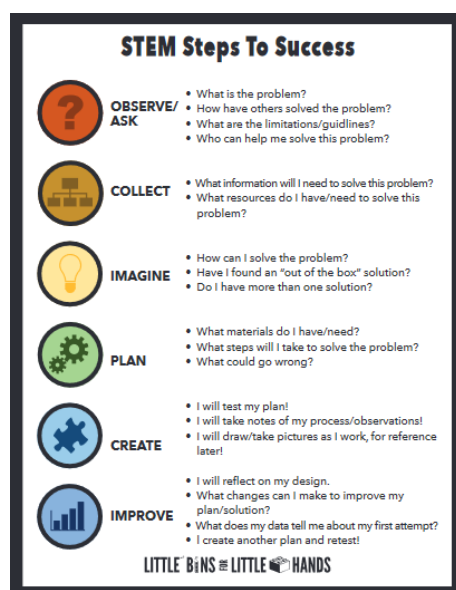 STEM Steps To Success
OBSERVE/
ASK
• What is the problem?
• How have others solved the problem?
• What are the limitations/guidlines?
• Who can help me solve this problem?
COLLECT
• What information will I need to solve this problem?
• What resources do I have/need to solve this
problem?
IMAGINE
• How can I solve the problem?
• Have I found an “out of the box” solution?
• Do I have more than one solution?
PLAN
• What materials do I have/need?
• What steps will I take to solve the problem?
• What could go wrong?
CREATE
• I will test my plan!
• I will take notes of my process/observations!
• I will draw/take pictures as I work, for reference
later!
IMPROVE
• I will reflect on my design.
• What changes can I make to improve my
plan/solution?
• What does my data tell me about my first attempt?
• I create another plan and retest!
LITTLE BINS FOR LITTLE HANDS